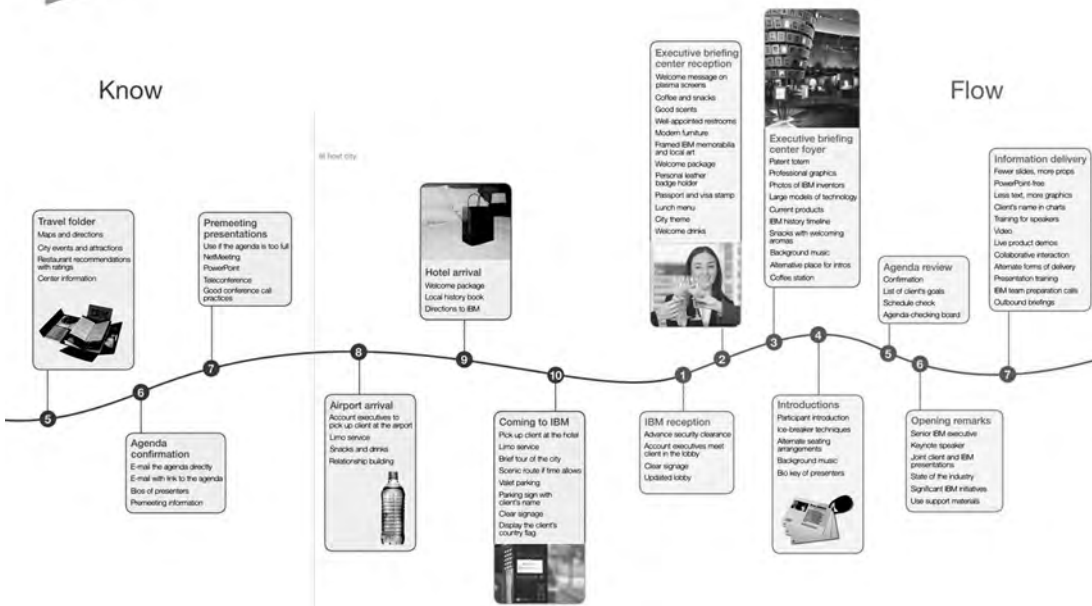 Know
Flow
IBM host city
Travel folder
Maps and directions
City events and attractions
Restaurant recommendations
with ratings
Center information
5
6
Agenda
confirmation
E-mail the agenda directly
E-mail with link to the agenda
Bios of presenters
Premeeting information
Premeeting
presentations
Use if the agenda is too full
NetMeeting
PowerPoint
Teleconference
Good conference call
practices
7
8
Airport arrival
Account executives to
pick up client at the airport
Limo service
Snacks and drinks
Relationship building
Hotel arrival
Welcome package
Local history book
Directions to IBM
9
10
Coming to IBM
Pick up client at the hotel
Limo service
Brief tour of the city
Scenic route if time allows
Valet parking
Parking sign with
client's name
Clear signage
Display the client's
country flag
1
IBM reception
Advance security clearance
Account executives meet
client in the lobby
Clear signage
Updated lobby
Executive briefing
center reception
Welcome message on
plasma screens
Coffee and snacks
Good scents
Well-appointed restrooms
Modern furniture
Framed IBM memorabilia
and local art
Welcome package
Personal leather
badge holder
Passport and visa stamp
Lunch menu
City theme
Welcome drinks
2
Executive briefing
center foyer
Patent totem
Professional graphics
Photos of IBM inventors
Large models of technology
Current products
IBM history timeline
Snacks with welcoming
aromas
Background music
Alternative place for intros
Coffee station
3
4
Introductions
Participant introduction
Ice-breaker techniques
Alternate seating
arrangements
Background music
Bio key of presenters
Agenda review
Confirmation
List of client's goals
Schedule check
Agenda-checking board
5
6
Opening remarks
Senior IBM executive
Keynote speaker
Joint client and IBM
presentations
State of the industry
Significant IBM initiatives
Use support materials
Information delivery
Fewer slides, more props
PowerPoint-free
Less text, more graphics
Client's name in charts
Training for speakers
Video
Live product demos
Collaborative interaction
Alternate forms of delivery
Presentation training
IBM team preparation calls
Outbound briefings
7